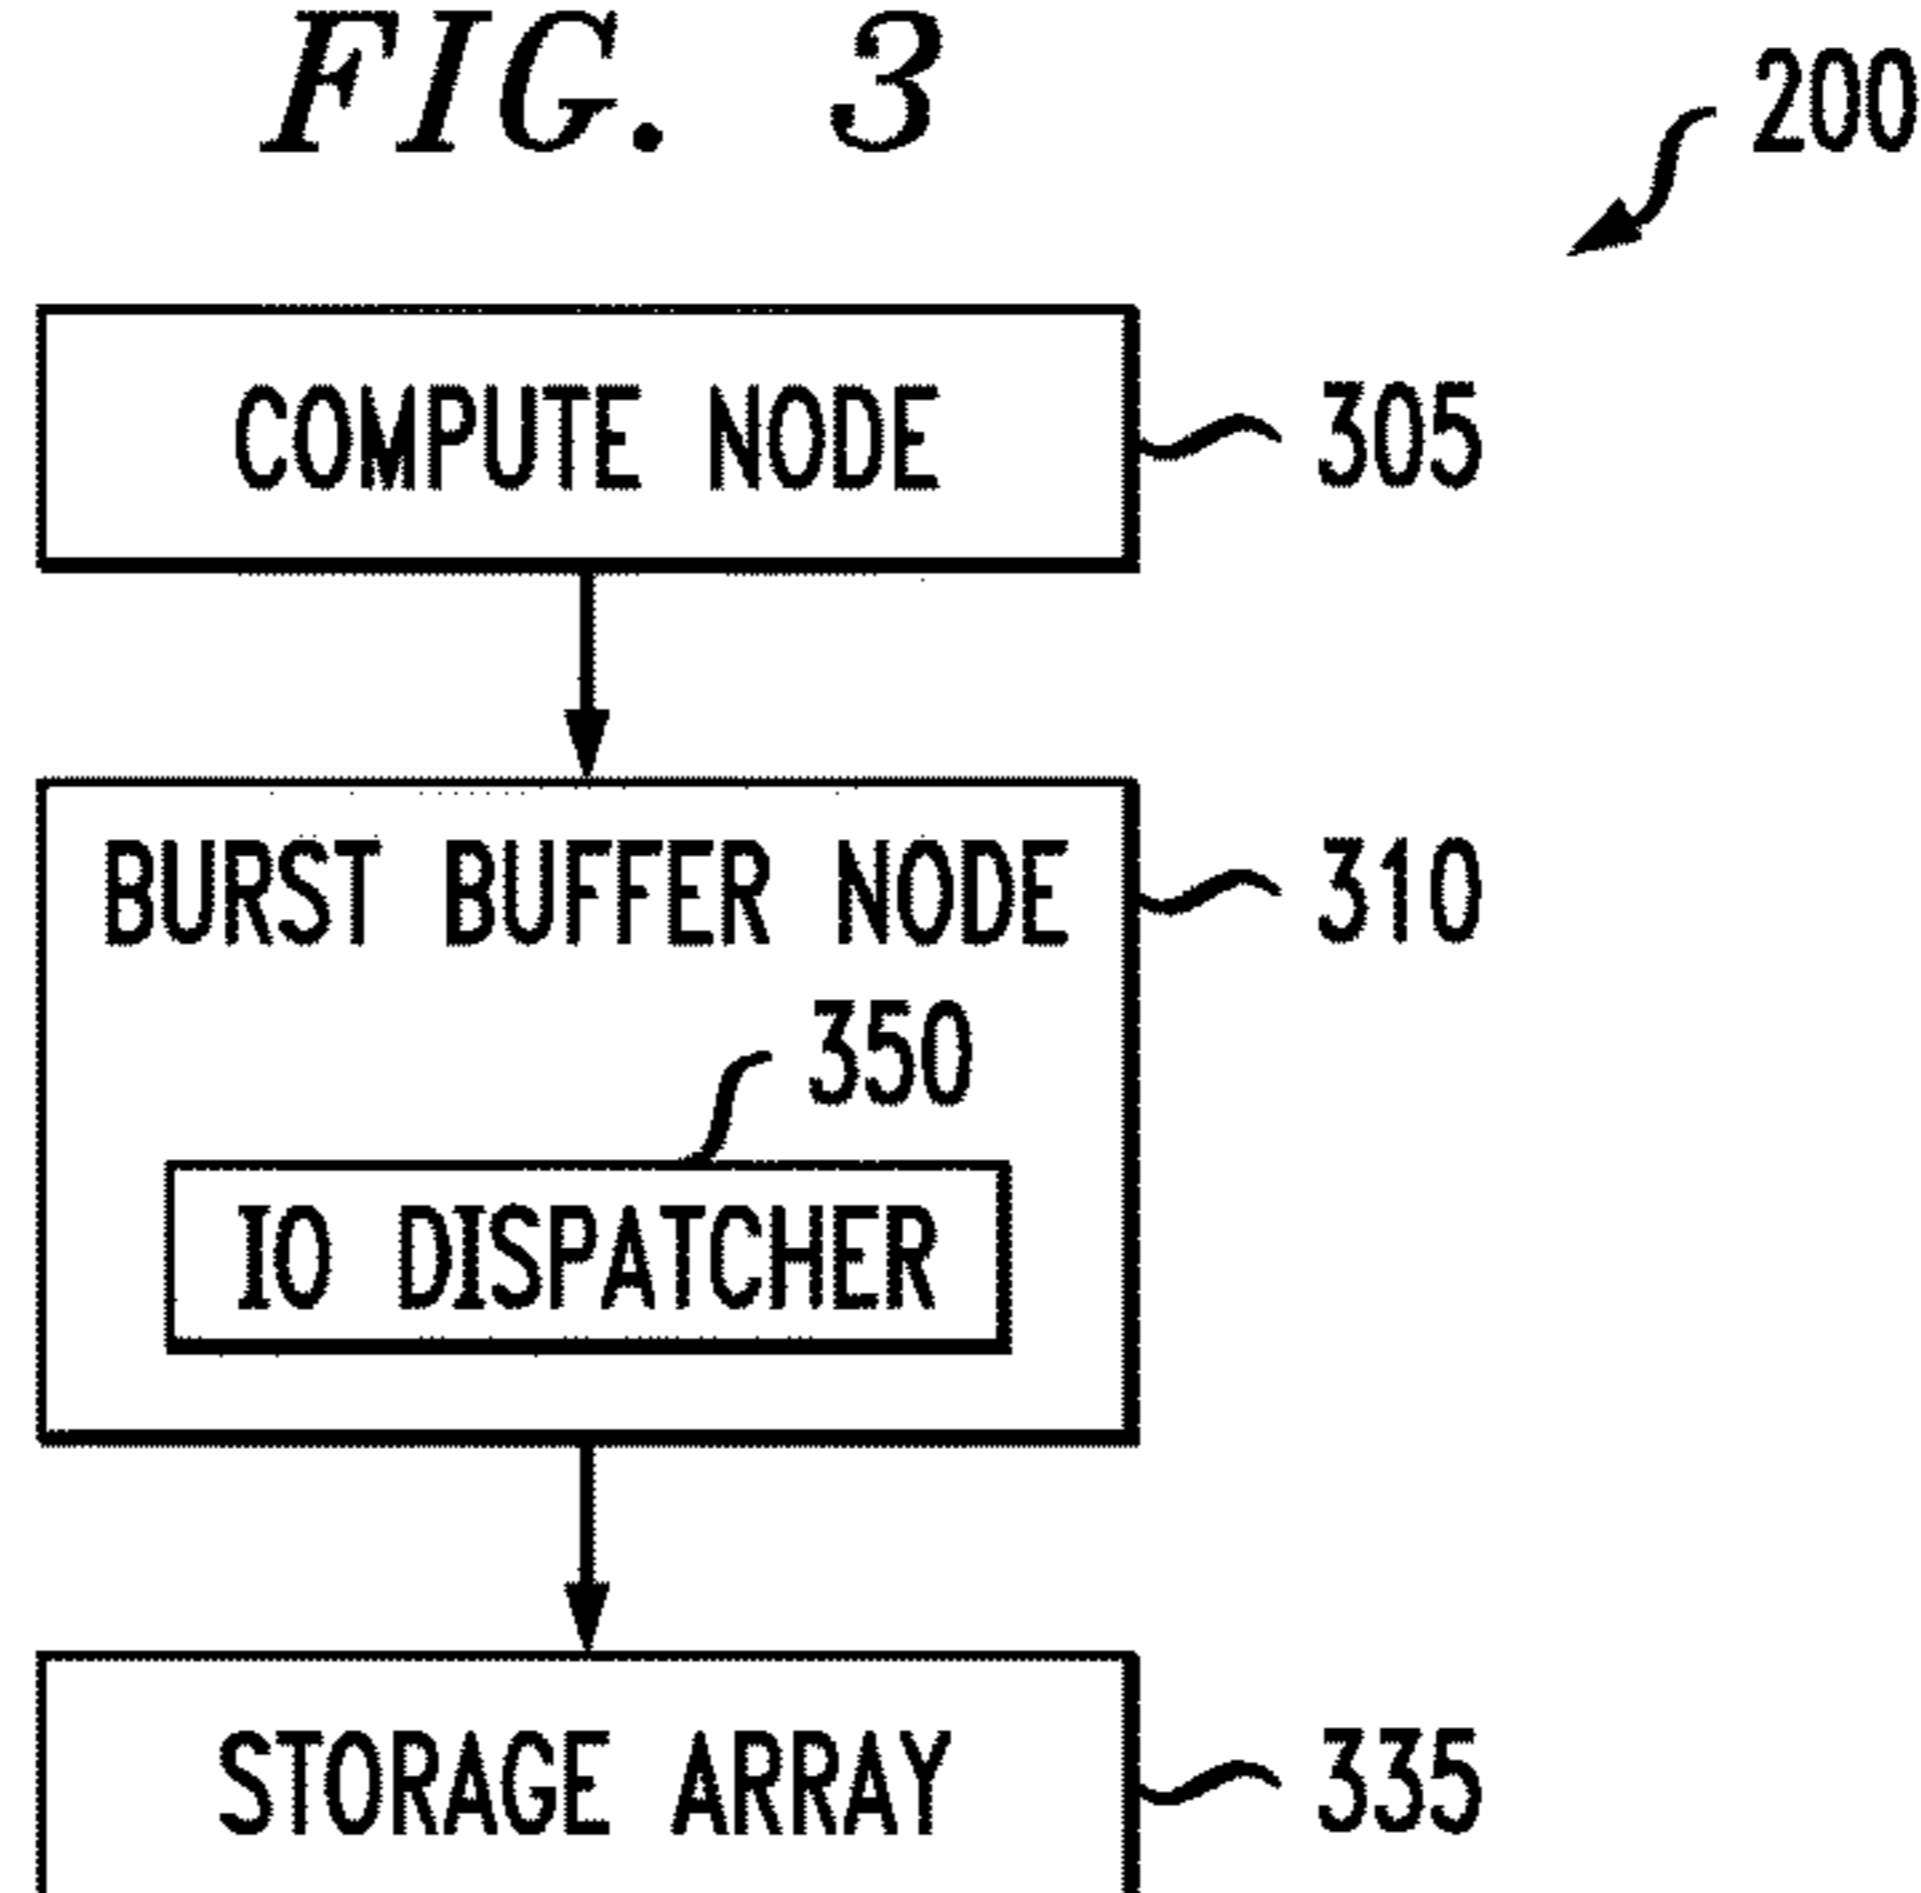 FIG. 3
200
COMPUTE NODE
305
BURST BUFFER NODE
310
350
IO DISPATCHER
STORAGE ARRAY
335